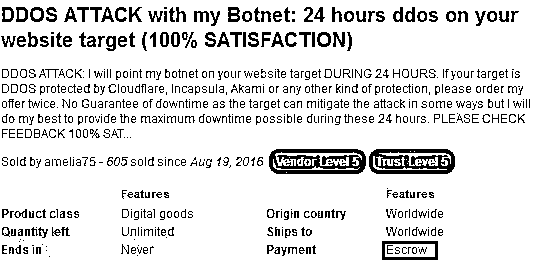 DDOS ATTACK with my Botnet: 24 hours ddos on your
website target (100% SATISFACTION)
DDOS ATTACK: I will point my botnet on your website target DURING 24 HOURS. If your target is
DDOS protected by Cloudflare, Incapsula, Akami or any other kind of protection, please order my
offer twice. No Guarantee of downtime as the target can mitigate the attack in some ways but I will
do my best to provide the maximum downtime possible during these 24 hours. PLEASE CHECK
FEEDBACK 100% SAT...
Sold by amelia75 - 605 sold since Aug 19, 2016 Vendor Level 5 Trust Level 5
Features Features
Product class Digital goods Origin country Worldwide
Quantity left Unlimited Ships to Worldwide
Ends in Never Payment Escrow